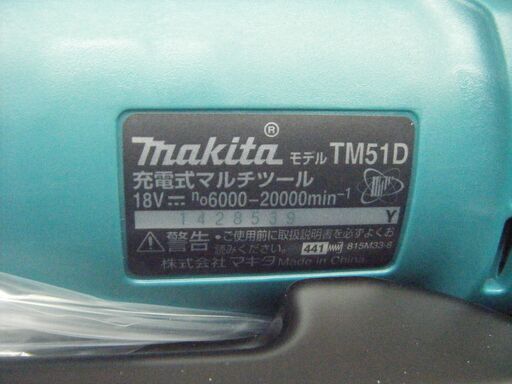 makita® モデル TM51D
充電式マルチツール
18V⎓ n₀6000-20000min⁻¹
1428539 Y
⚠警告・ご使用前に取扱説明書を必ずよくお
読みください。 441 815M33-8
株式会社 マキタ Made in China